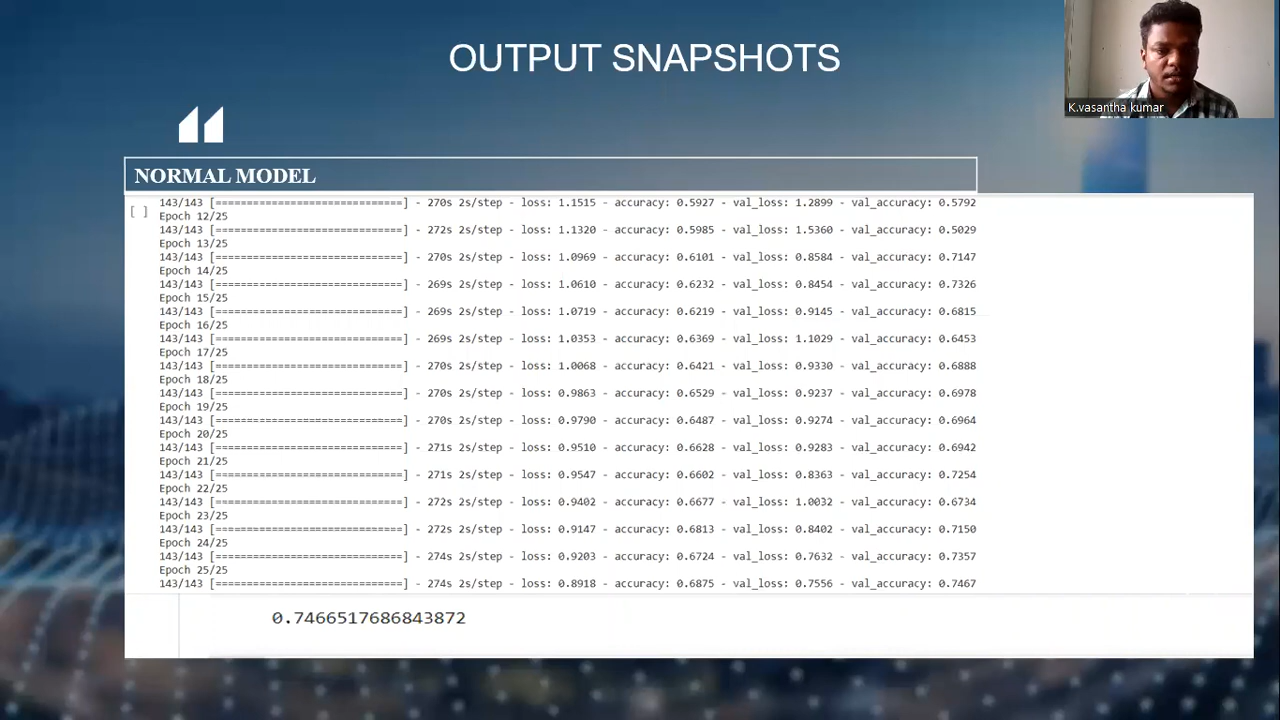 OUTPUT SNAPSHOTS
K.vasantha kumar
NORMAL MODEL
[ ]
143/143 [==============================] - 270s 2s/step - loss: 1.1515 - accuracy: 0.5927 - val_loss: 1.2899 - val_accuracy: 0.5792
Epoch 12/25
143/143 [==============================] - 272s 2s/step - loss: 1.1320 - accuracy: 0.5985 - val_loss: 1.5360 - val_accuracy: 0.5029
Epoch 13/25
143/143 [==============================] - 270s 2s/step - loss: 1.0969 - accuracy: 0.6101 - val_loss: 0.8584 - val_accuracy: 0.7147
Epoch 14/25
143/143 [==============================] - 269s 2s/step - loss: 1.0610 - accuracy: 0.6232 - val_loss: 0.8454 - val_accuracy: 0.7326
Epoch 15/25
143/143 [==============================] - 269s 2s/step - loss: 1.0719 - accuracy: 0.6219 - val_loss: 0.9145 - val_accuracy: 0.6815
Epoch 16/25
143/143 [==============================] - 269s 2s/step - loss: 1.0353 - accuracy: 0.6369 - val_loss: 1.1029 - val_accuracy: 0.6453
Epoch 17/25
143/143 [==============================] - 270s 2s/step - loss: 1.0068 - accuracy: 0.6421 - val_loss: 0.9330 - val_accuracy: 0.6888
Epoch 18/25
143/143 [==============================] - 270s 2s/step - loss: 0.9863 - accuracy: 0.6529 - val_loss: 0.9237 - val_accuracy: 0.6978
Epoch 19/25
143/143 [==============================] - 270s 2s/step - loss: 0.9790 - accuracy: 0.6487 - val_loss: 0.9274 - val_accuracy: 0.6964
Epoch 20/25
143/143 [==============================] - 271s 2s/step - loss: 0.9510 - accuracy: 0.6628 - val_loss: 0.9283 - val_accuracy: 0.6942
Epoch 21/25
143/143 [==============================] - 271s 2s/step - loss: 0.9547 - accuracy: 0.6602 - val_loss: 0.8363 - val_accuracy: 0.7254
Epoch 22/25
143/143 [==============================] - 272s 2s/step - loss: 0.9402 - accuracy: 0.6677 - val_loss: 1.0032 - val_accuracy: 0.6734
Epoch 23/25
143/143 [==============================] - 272s 2s/step - loss: 0.9147 - accuracy: 0.6813 - val_loss: 0.8402 - val_accuracy: 0.7150
Epoch 24/25
143/143 [==============================] - 274s 2s/step - loss: 0.9203 - accuracy: 0.6724 - val_loss: 0.7632 - val_accuracy: 0.7357
Epoch 25/25
143/143 [==============================] - 274s 2s/step - loss: 0.8918 - accuracy: 0.6875 - val_loss: 0.7556 - val_accuracy: 0.7467
0.7466517686843872